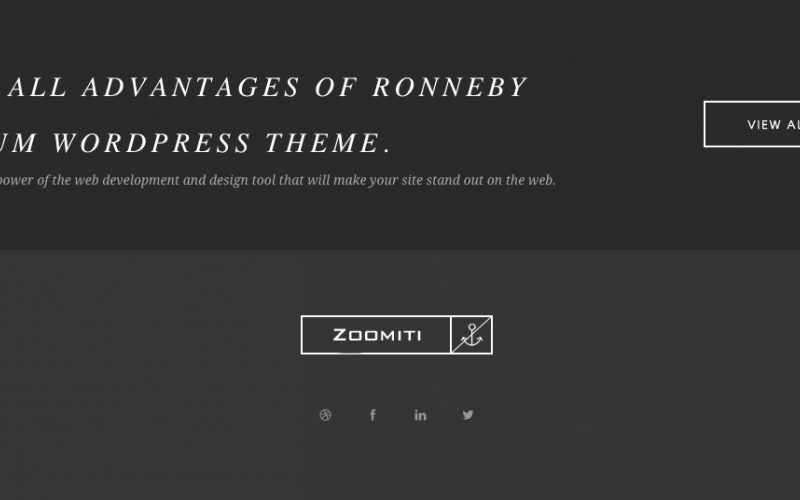 ALL ADVANTAGES OF RONNEBY
UM WORDPRESS THEME.
power of the web development and design tool that will make your site stand out on the web.
VIEW AL
ZOOMITI